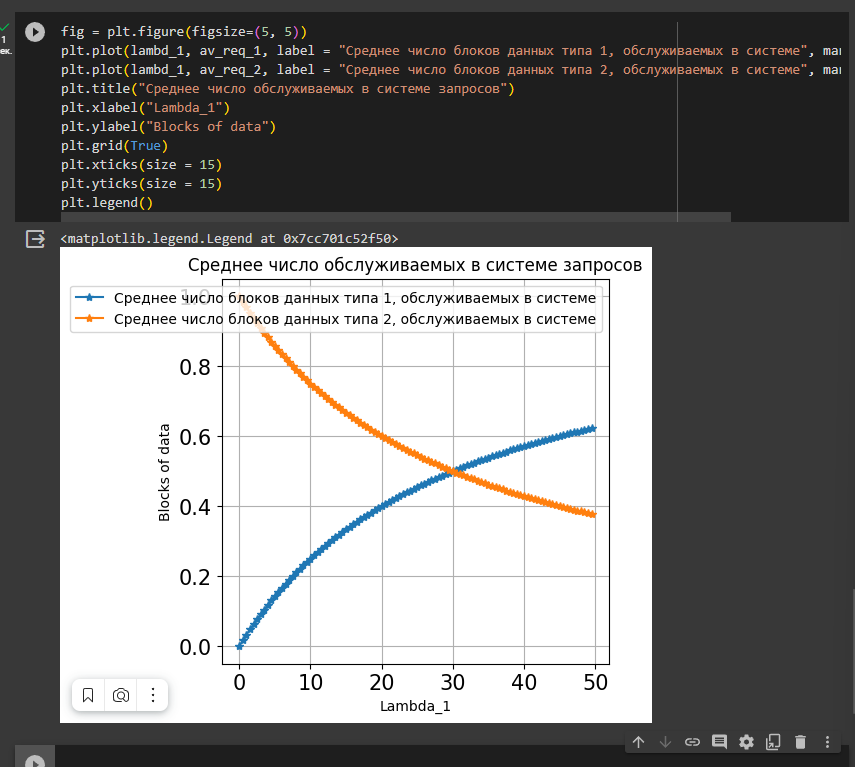 1
ек.
fig = plt.figure(figsize=(5, 5))
plt.plot(lambd_1, av_req_1, label = "Среднее число блоков данных типа 1, обслуживаемых в системе", mar
plt.plot(lambd_1, av_req_2, label = "Среднее число блоков данных типа 2, обслуживаемых в системе", mar
plt.title("Среднее число обслуживаемых в системе запросов")
plt.xlabel("Lambda_1")
plt.ylabel("Blocks of data")
plt.grid(True)
plt.xticks(size = 15)
plt.yticks(size = 15)
plt.legend()
<matplotlib.legend.Legend at 0x7cc701c52f50>
Среднее число обслуживаемых в системе запросов
1.0
Среднее число блоков данных типа 1, обслуживаемых в системе
Среднее число блоков данных типа 2, обслуживаемых в системе
0.8
0.6
0.4
0.2
0.0
Blocks of data
0 10 20 30 40 50
Lambda_1